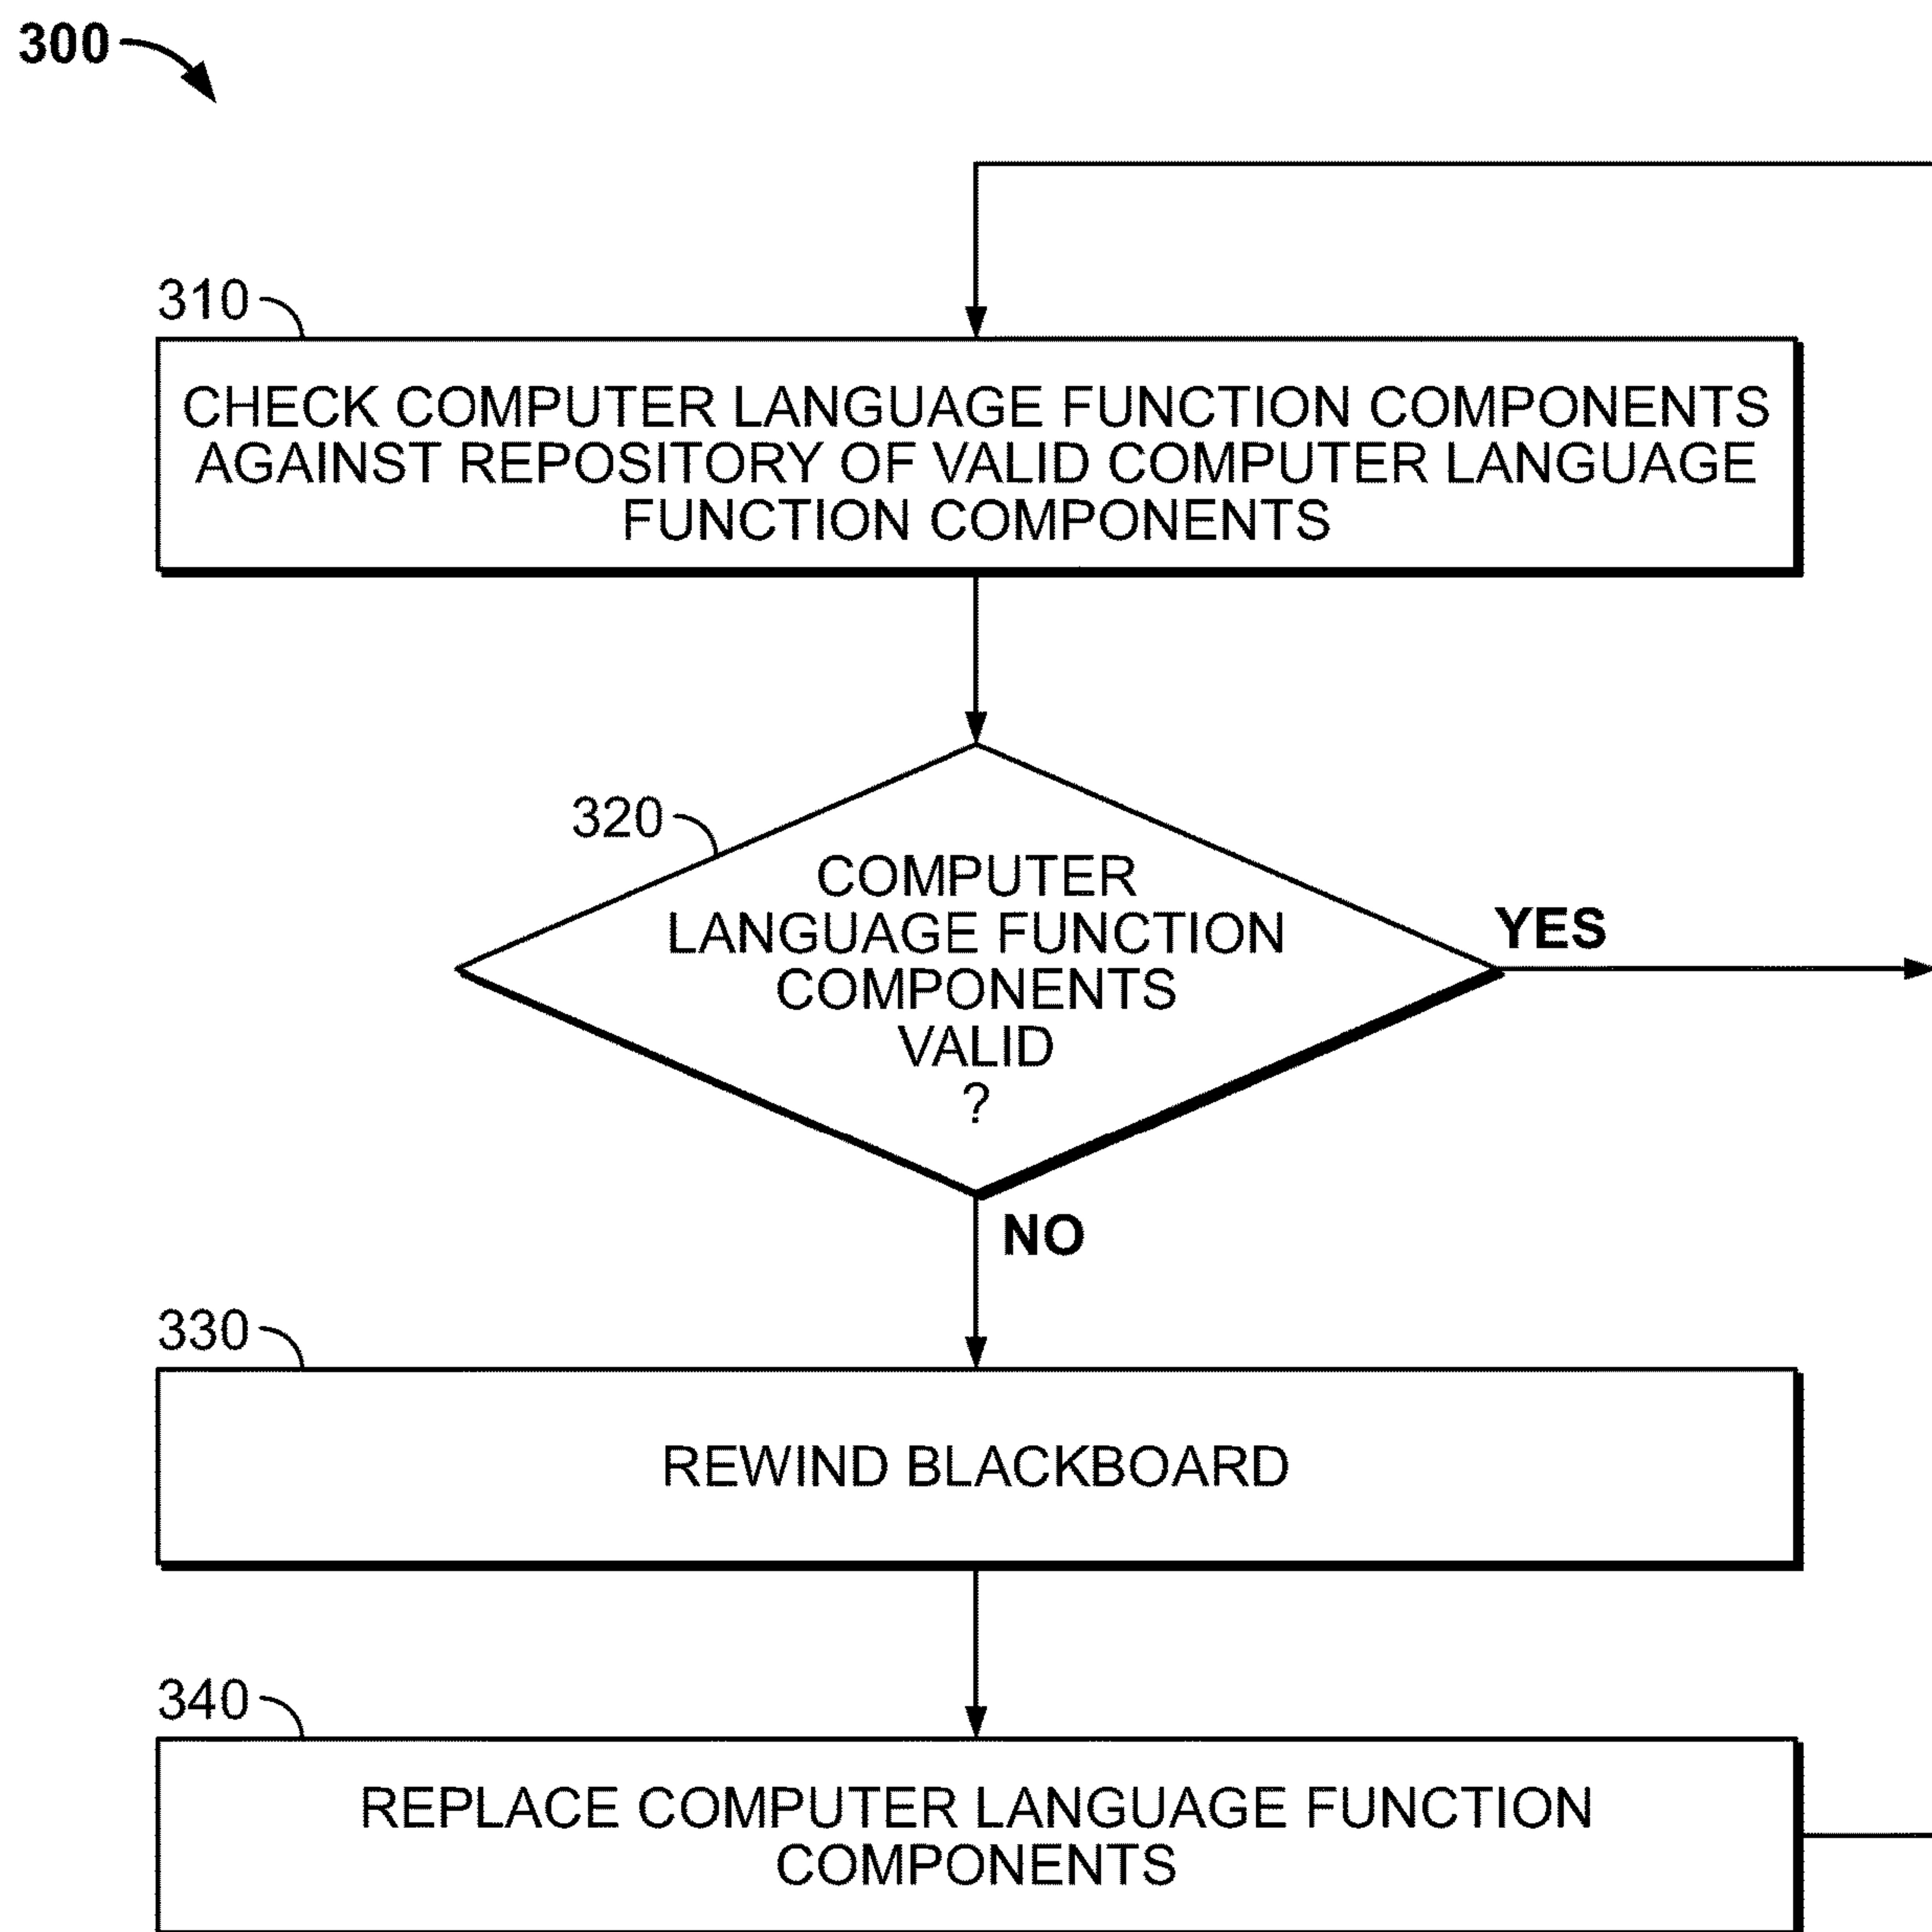 300
310
CHECK COMPUTER LANGUAGE FUNCTION COMPONENTS
AGAINST REPOSITORY OF VALID COMPUTER LANGUAGE
FUNCTION COMPONENTS
320
COMPUTER
LANGUAGE FUNCTION
COMPONENTS
VALID
?
YES
NO
330
REWIND BLACKBOARD
340
REPLACE COMPUTER LANGUAGE FUNCTION
COMPONENTS